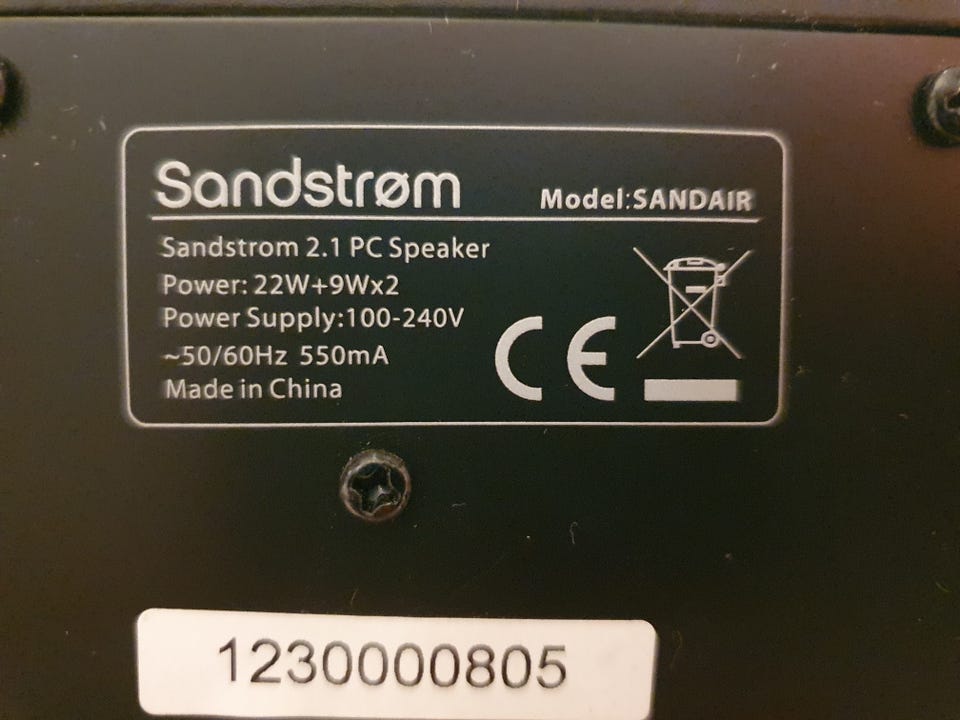 Sandstrøm
Model:SANDAIR
Sandstrom 2.1 PC Speaker
Power: 22W+9Wx2
Power Supply:100-240V
~50/60Hz 550mA
Made in China
CE
1230000805